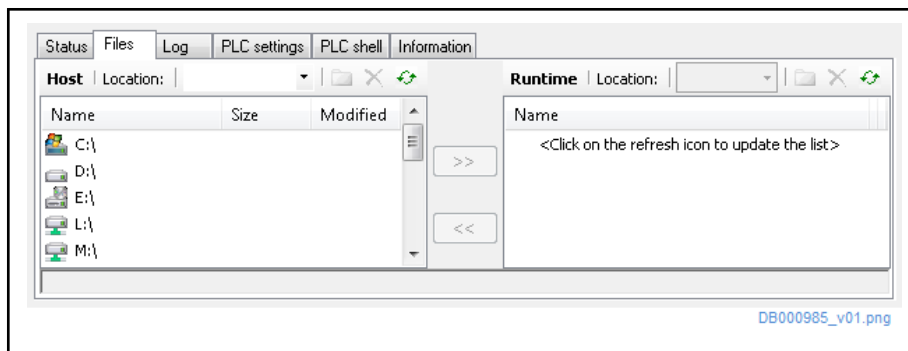 Status Files Log PLC settings PLC shell Information
Host Location: Runtime Location:
Name Size Modified Name
C:\ <Click on the refresh icon to update the list>
D:\
>>
E:\
L:\
<<
M:\
DB000985_v01.png